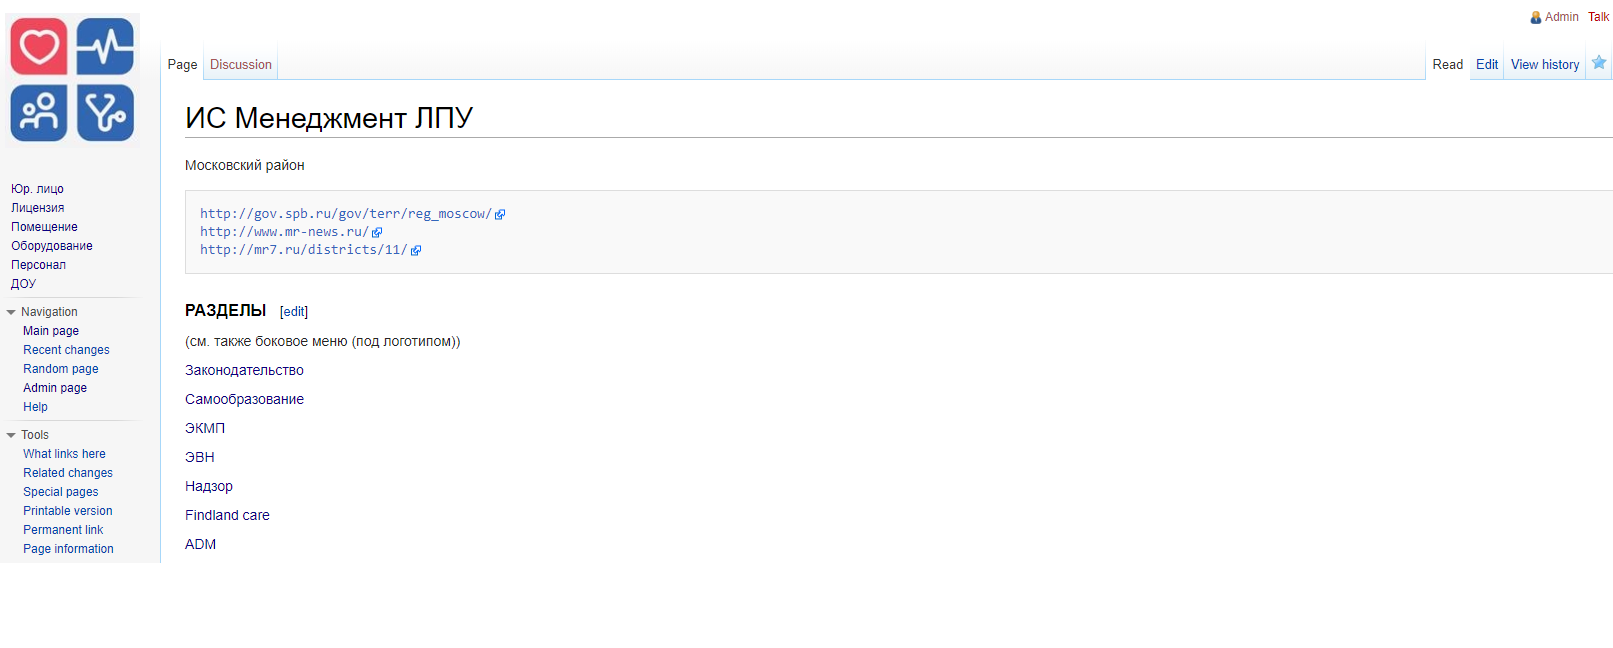 Admin Talk
Page Discussion Read Edit View history
ИС Менеджмент ЛПУ
Московский район
http://gov.spb.ru/gov/terr/reg_moscow/
http://www.mr-news.ru/
http://mr7.ru/districts/11/
РАЗДЕЛЫ [edit]
(см. также боковое меню (под логотипом))
Законодательство
Самообразование
ЭКМП
ЭВН
Надзор
Findland care
ADM
Юр. лицо
Лицензия
Помещение
Оборудование
Персонал
ДОУ
Navigation
Main page
Recent changes
Random page
Admin page
Help
Tools
What links here
Related changes
Special pages
Printable version
Permanent link
Page information